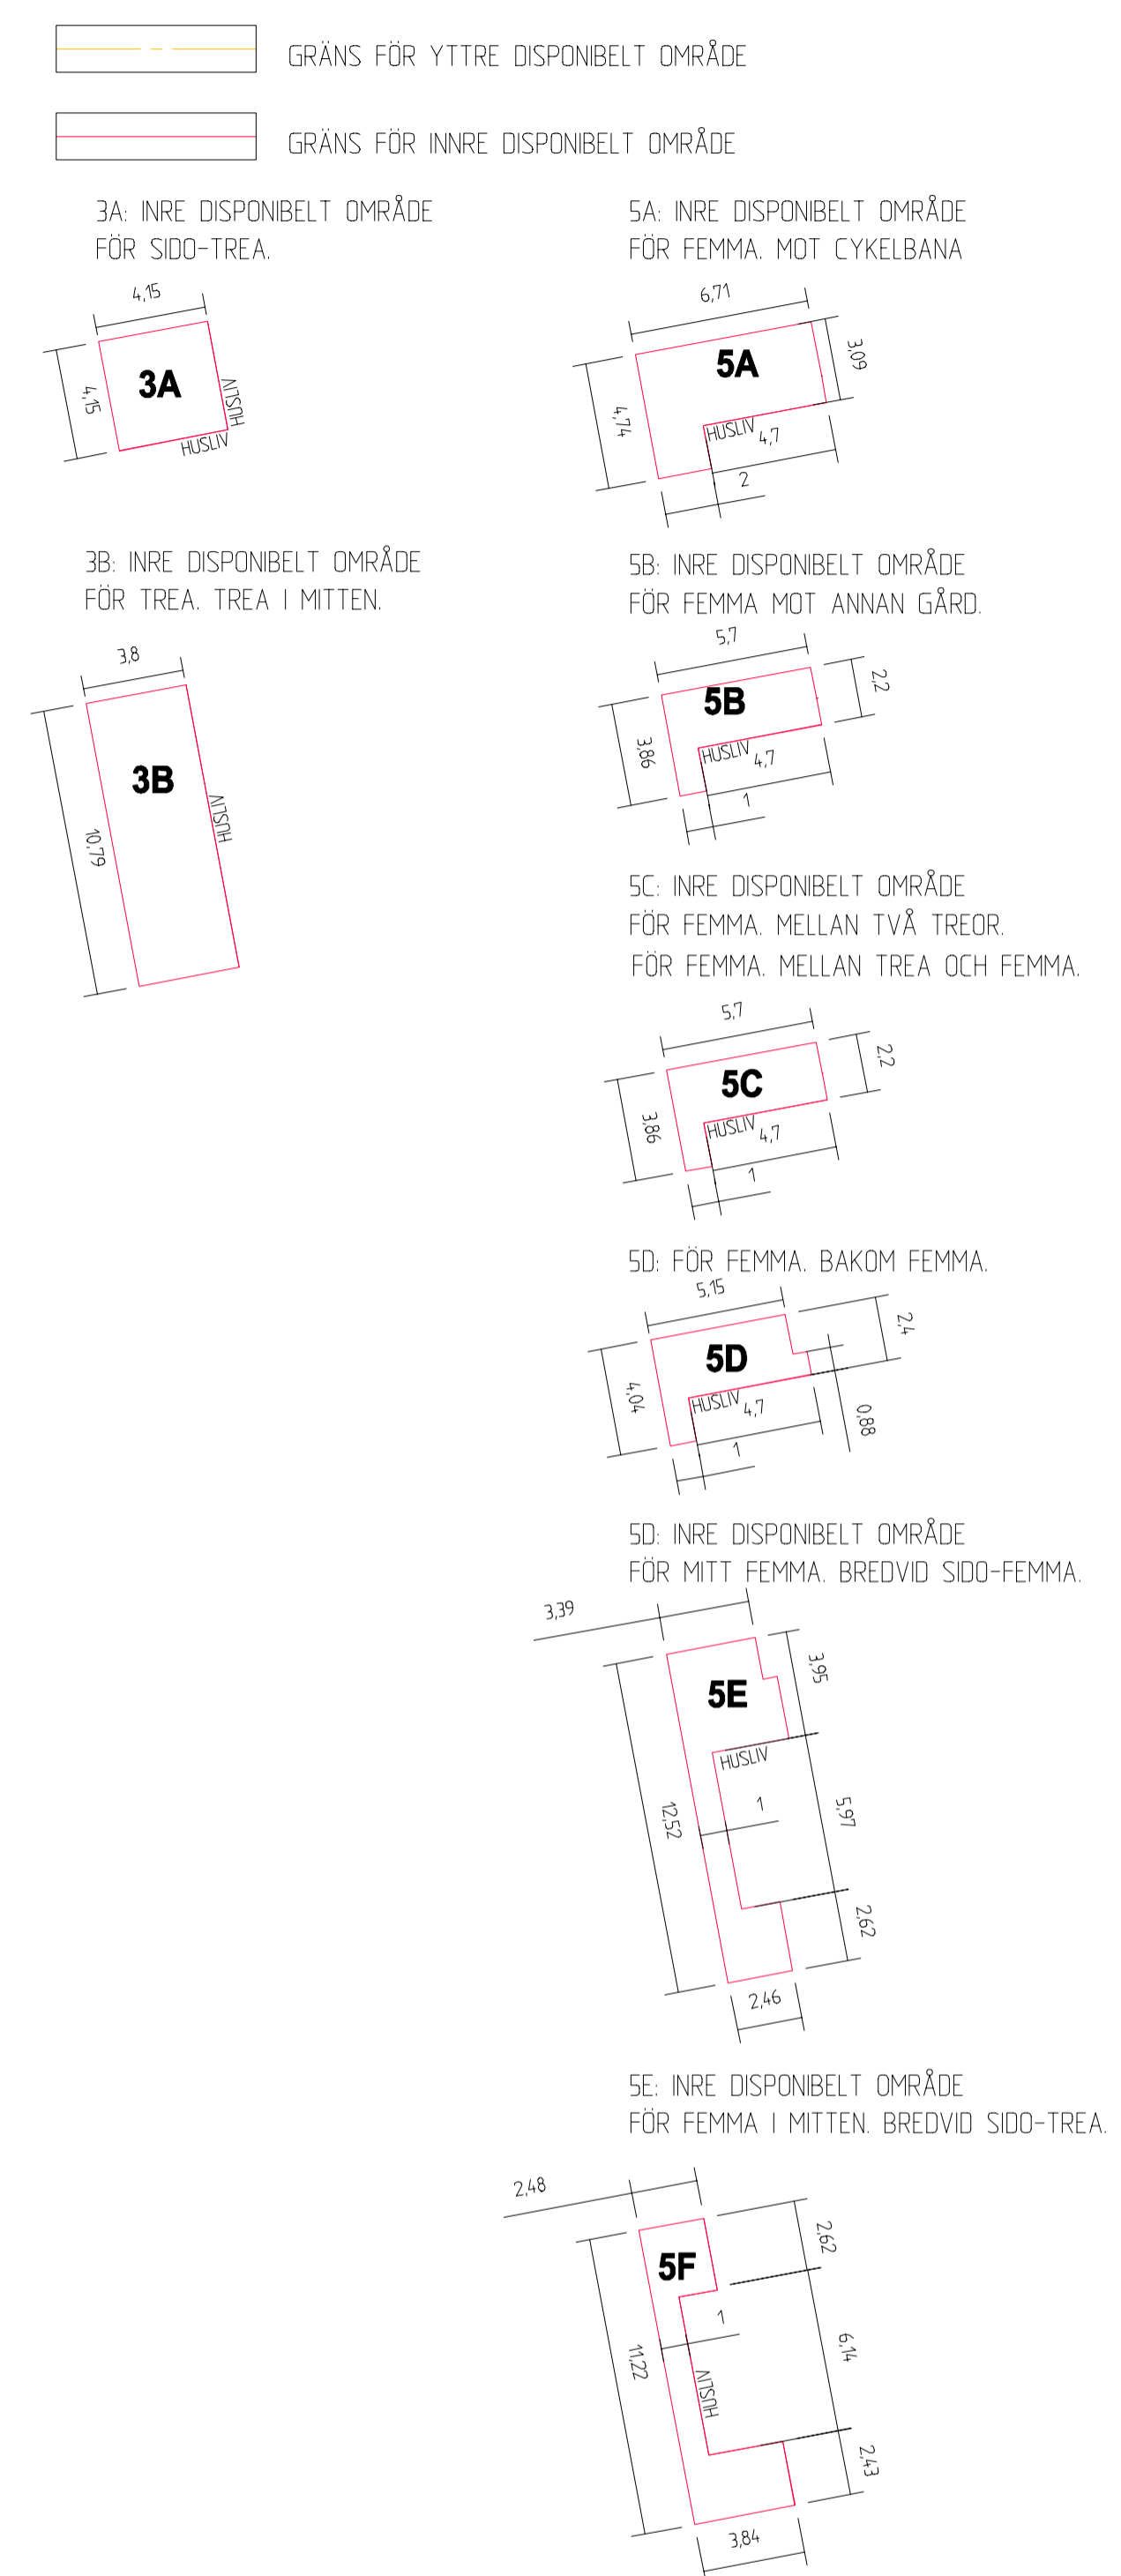 GRÄNS FÖR YTTRE DISPONIBELT OMRÅDE
GRÄNS FÖR INNRE DISPONIBELT OMRÅDE
3A: INRE DISPONIBELT OMRÅDE
FÖR SIDO-TREA.
4,15
4,15
3A
HUSLIV
HUSLIV
3B: INRE DISPONIBELT OMRÅDE
FÖR TREA. TREA I MITTEN.
3,8
3B
10,79
HUSLIV
5A: INRE DISPONIBELT OMRÅDE
FÖR FEMMA. MOT CYKELBANA
6,71
5A
3,09
4,74
HUSLIV
4,7
2
5B: INRE DISPONIBELT OMRÅDE
FÖR FEMMA MOT ANNAN GÅRD.
5,7
5B
2,2
3,86
HUSLIV
4,7
1
5C: INRE DISPONIBELT OMRÅDE
FÖR FEMMA. MELLAN TVÅ TREOR.
FÖR FEMMA. MELLAN TREA OCH FEMMA.
5,7
5C
2,2
3,86
HUSLIV
4,7
1
5D: FÖR FEMMA. BAKOM FEMMA.
5,15
5D
2,4
4,04
HUSLIV
4,7
0,88
1
5D: INRE DISPONIBELT OMRÅDE
FÖR MITT FEMMA. BREDVID SIDO-FEMMA.
3,39
5E
3,95
HUSLIV
12,52
1
5,97
2,62
2,46
5E: INRE DISPONIBELT OMRÅDE
FÖR FEMMA I MITTEN. BREDVID SIDO-TREA.
2,48
5F
2,62
1
11,22
6,14
HUSLIV
2,43
3,84